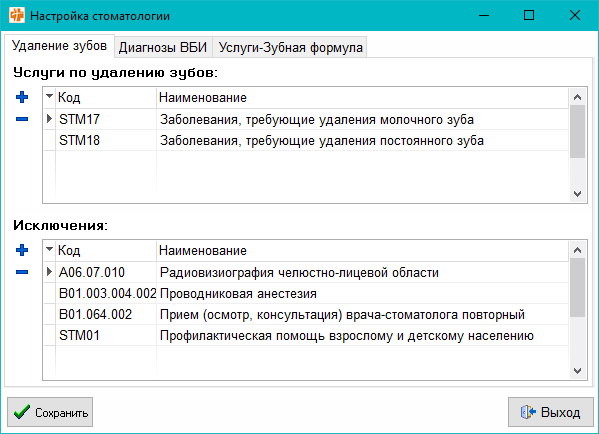 Настройка стоматологии
Удаление зубов Диагнозы ВБИ Услуги-Зубная формула
Услуги по удалению зубов:
Код Наименование
STM17 Заболевания, требующие удаления молочного зуба
STM18 Заболевания, требующие удаления постоянного зуба
Исключения:
Код Наименование
A06.07.010 Радиовизиография челюстно-лицевой области
B01.003.004.002 Проводниковая анестезия
B01.064.002 Прием (осмотр, консультация) врача-стоматолога повторный
STM01 Профилактическая помощь взрослому и детскому населению
Сохранить Выход